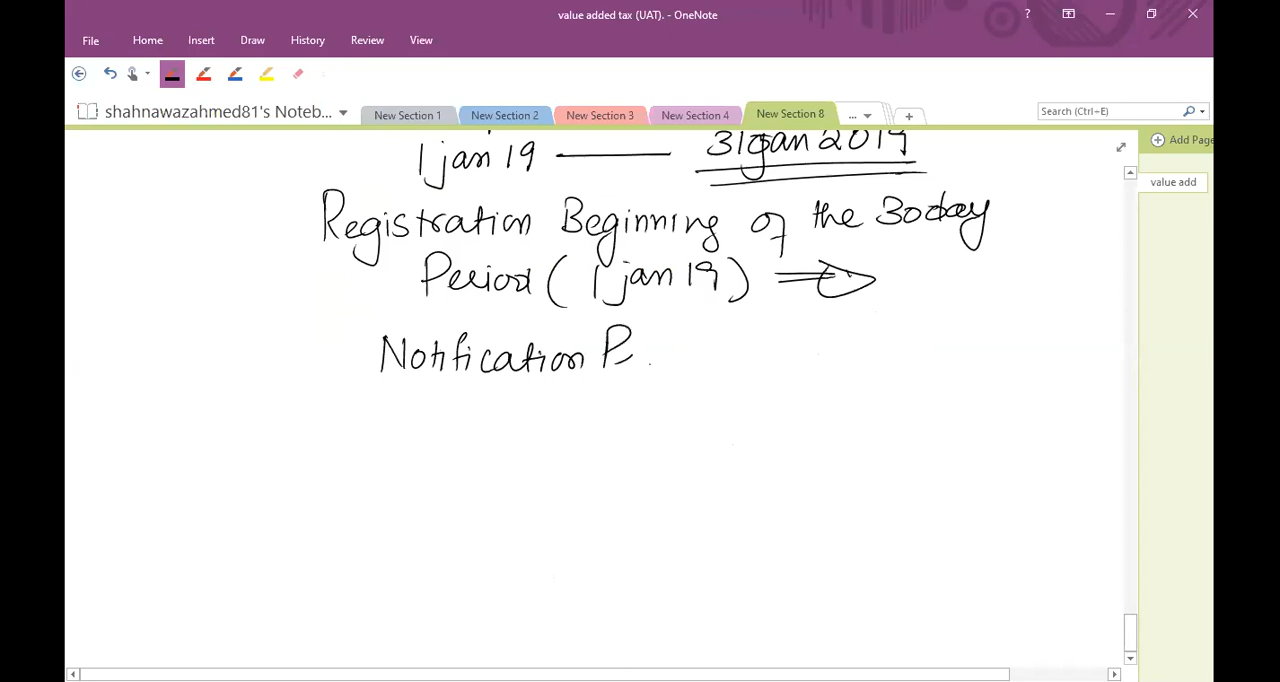 value added tax (UAT). - OneNote
?
File Home Insert Draw History Review View
shahnawazahmed81's Noteb... New Section 1 New Section 2 New Section 3 New Section 4 New Section 8 ... + Search (Ctrl+E)
Add Page
value add
1 jan 19 — 31 jan 2019
Registration Beginning of the 30 day
Period ( 1 jan 19 ) ⇒
Notification P